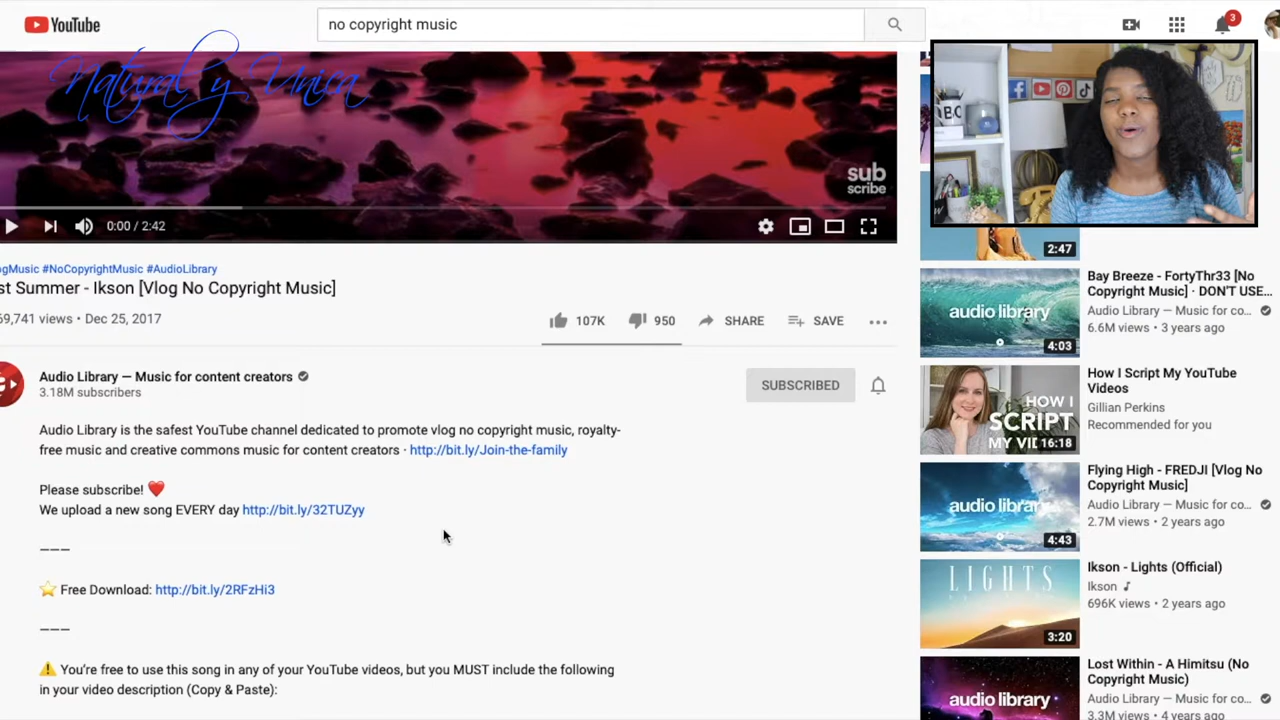 YouTube
no copyright music
3
Natural y Unica
sub
scribe
0:00 / 2:42
ogMusic #NoCopyrightMusic #AudioLibrary
st Summer - Ikson [Vlog No Copyright Music]
69,741 views • Dec 25, 2017
107K
950
SHARE
SAVE
Audio Library — Music for content creators
3.18M subscribers
SUBSCRIBED
Audio Library is the safest YouTube channel dedicated to promote vlog no copyright music, royalty-
free music and creative commons music for content creators · http://bit.ly/Join-the-family
Please subscribe! ❤️
We upload a new song EVERY day http://bit.ly/32TUZyy
———
⭐ Free Download: http://bit.ly/2RFzHi3
———
⚠️ You're free to use this song in any of your YouTube videos, but you MUST include the following
in your video description (Copy & Paste):
2:47
audio library
4:03
Bay Breeze - FortyThr33 [No
Copyright Music] · DON'T USE...
Audio Library — Music for co...
6.6M views • 3 years ago
HOW I
SCRIPT
MY VI
16:18
How I Script My YouTube
Videos
Gillian Perkins
Recommended for you
audio library
4:43
Flying High - FREDJI [Vlog No
Copyright Music]
Audio Library — Music for co...
2.7M views • 2 years ago
LIGHTS
3:20
Ikson - Lights (Official)
Ikson ♪
696K views • 2 years ago
audio library
Lost Within - A Himitsu (No
Copyright Music)
Audio Library — Music for co...
3.3M views • 4 years ago